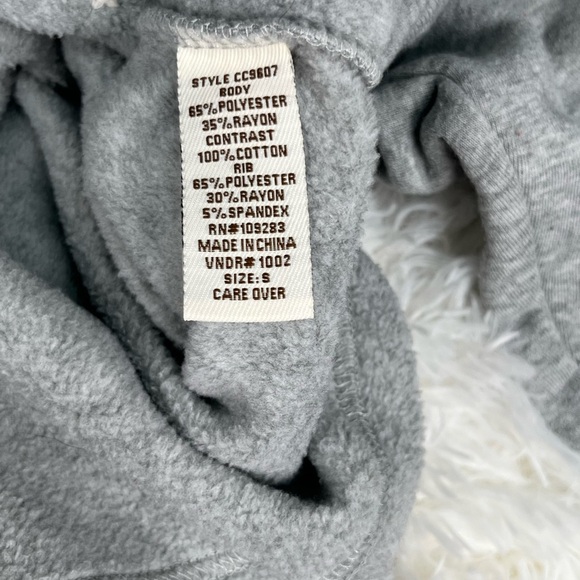 STYLE CC9607
BODY
65%POLYESTER
35%RAYON
CONTRAST
100%COTTON
RIB
65%POLYESTER
30%RAYON
5%SPANDEX
RN#109283
MADE IN CHINA
VNDR# 1002
SIZE: S
CARE OVER